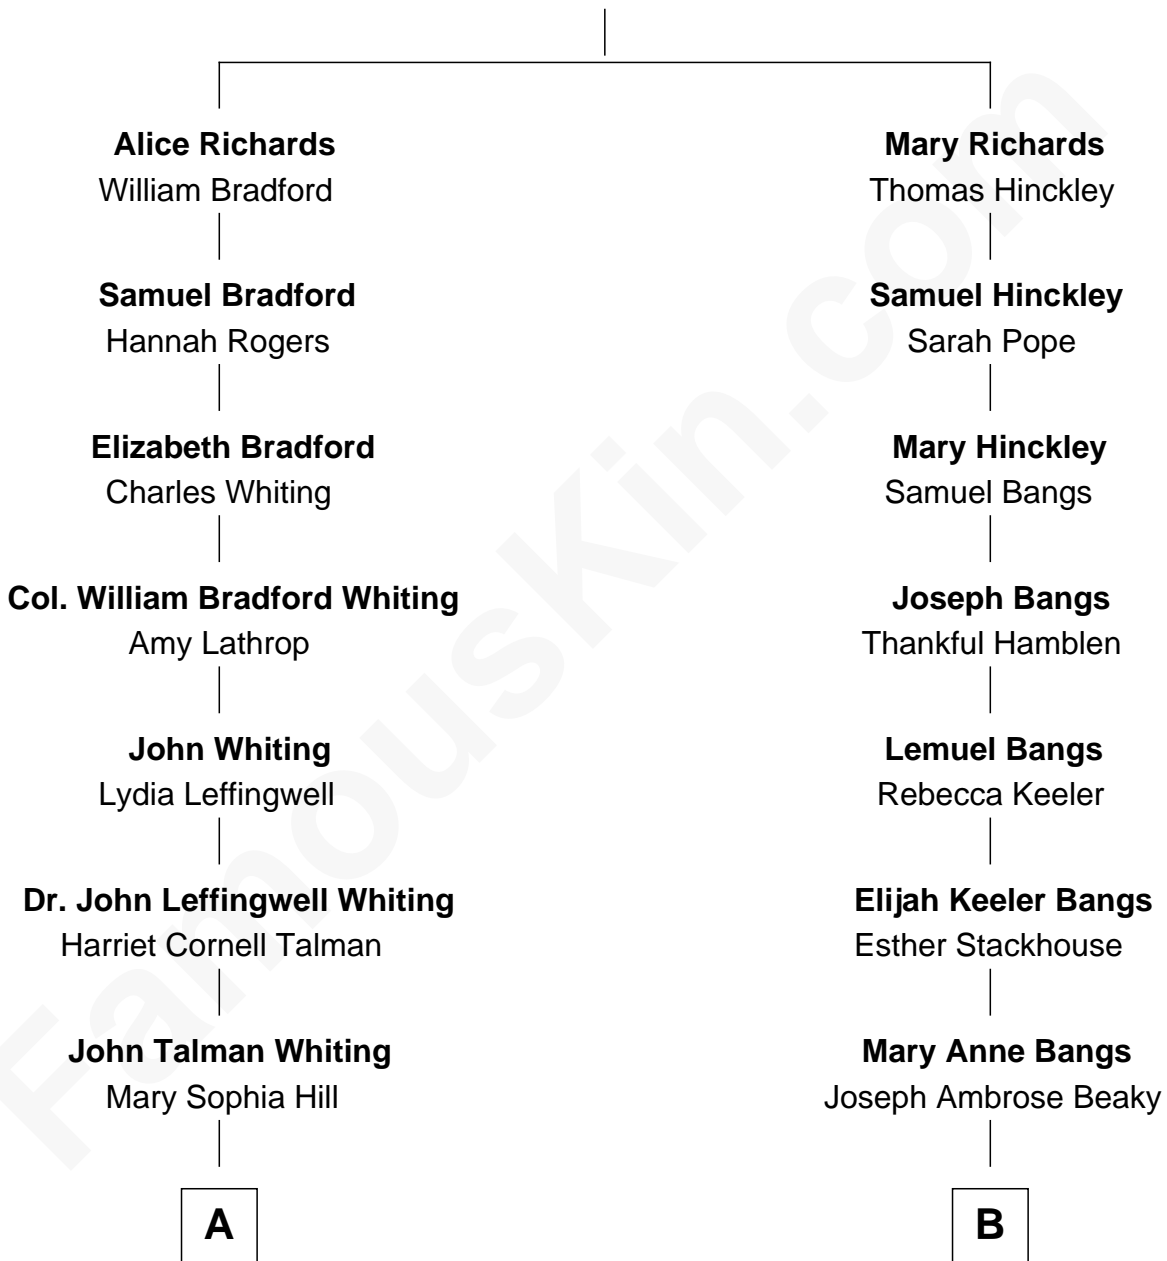 Alice Richards
William Bradford
Samuel Bradford
Hannah Rogers
Elizabeth Bradford
Charles Whiting
Col. William Bradford Whiting
Amy Lathrop
John Whiting
Lydia Leffingwell
Dr. John Leffingwell Whiting
Harriet Cornell Talman
John Talman Whiting
Mary Sophia Hill
A
Mary Richards
Thomas Hinckley
Samuel Hinckley
Sarah Pope
Mary Hinckley
Samuel Bangs
Joseph Bangs
Thankful Hamblen
Lemuel Bangs
Rebecca Keeler
Elijah Keeler Bangs
Esther Stackhouse
Mary Anne Bangs
Joseph Ambrose Beaky
B
FamousKin.com